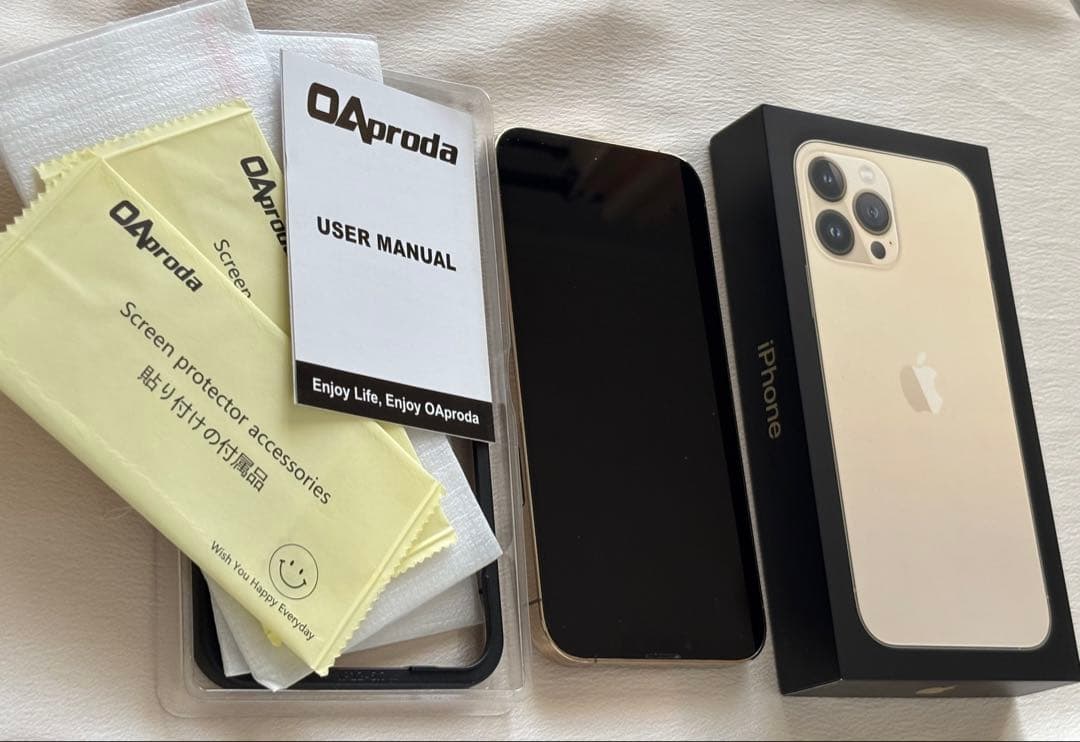 OAproda
USER MANUAL
Enjoy Life, Enjoy OAproda
OAproda
Screen
OAproda
Screen protector accessories
貼り付けの付属品
Wish You Happy Everyday
iPhone